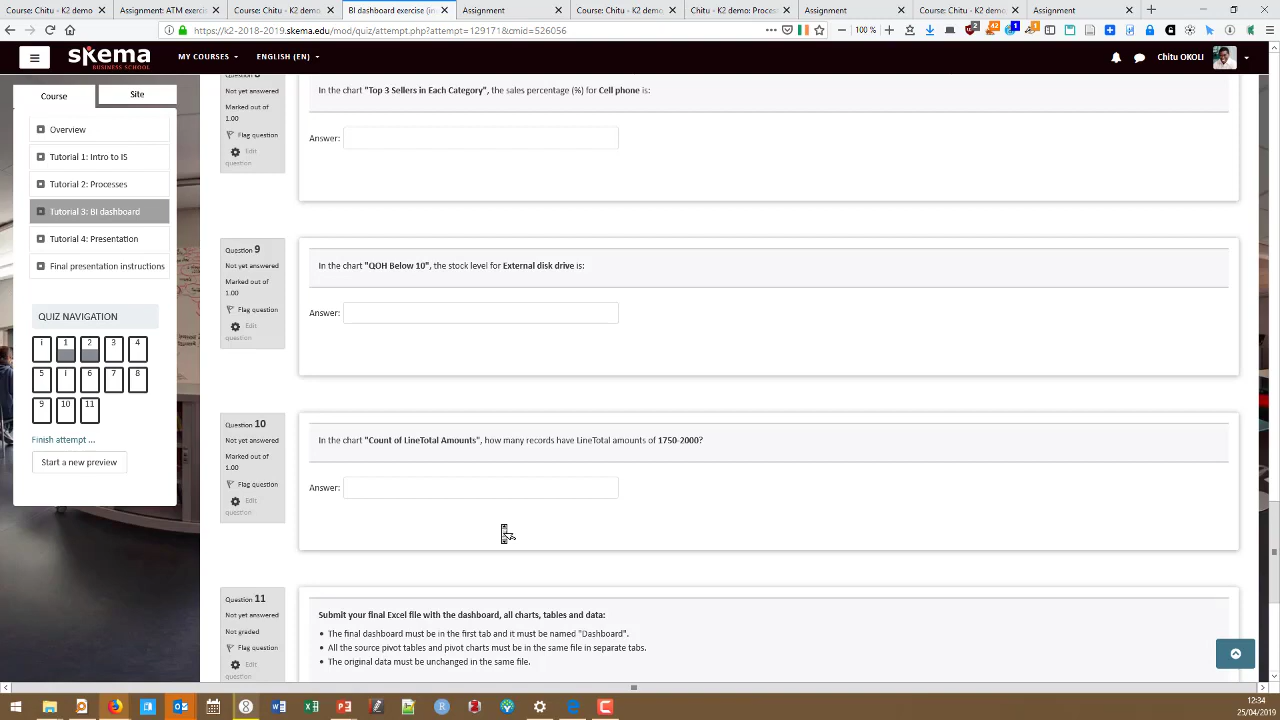 Course: Chitu - K2 demo
Assignment: ATM exercis
Course: Chitu - K2 demo
BI dashboard exercise (in
Assignment
Course: Chitu - K2 demo
Chitu - K2 demo Proces
Assignment
Course: Chitu - K2 demo
Assignment
https://k2-2018-2019.skema.edu/mod/quiz/attempt.php?attempt=129171&cmid=526056
100 %
2
42
1
1
skema
BUSINESS SCHOOL
MY COURSES
ENGLISH (EN)
Chitu OKOLI
Course
Site
Overview
Tutorial 1: Intro to IS
Tutorial 2: Processes
Tutorial 3: BI dashboard
Tutorial 4: Presentation
Final presentation instructions
QUIZ NAVIGATION
i 1 2 3 4
5 i 6 7 8
9 10 11
Finish attempt ...
Start a new preview
Question 8
Not yet answered
Marked out of
1.00
Flag question
Edit
question
In the chart "Top 3 Sellers in Each Category", the sales percentage (%) for Cell phone is:
Answer:
Question 9
Not yet answered
Marked out of
1.00
Flag question
Edit
question
In the chart "QOH Below 10", the stock level for External disk drive is:
Answer:
Question 10
Not yet answered
Marked out of
1.00
Flag question
Edit
question
In the chart "Count of LineTotal Amounts", how many records have LineTotal amounts of 1750-2000?
Answer:
Question 11
Not yet answered
Not graded
Flag question
Edit
question
Submit your final Excel file with the dashboard, all charts, tables and data:
• The final dashboard must be in the first tab and it must be named "Dashboard".
• All the source pivot tables and pivot charts must be in the same file in separate tabs.
• The original data must be unchanged in the same file.
12:34
25/04/2019